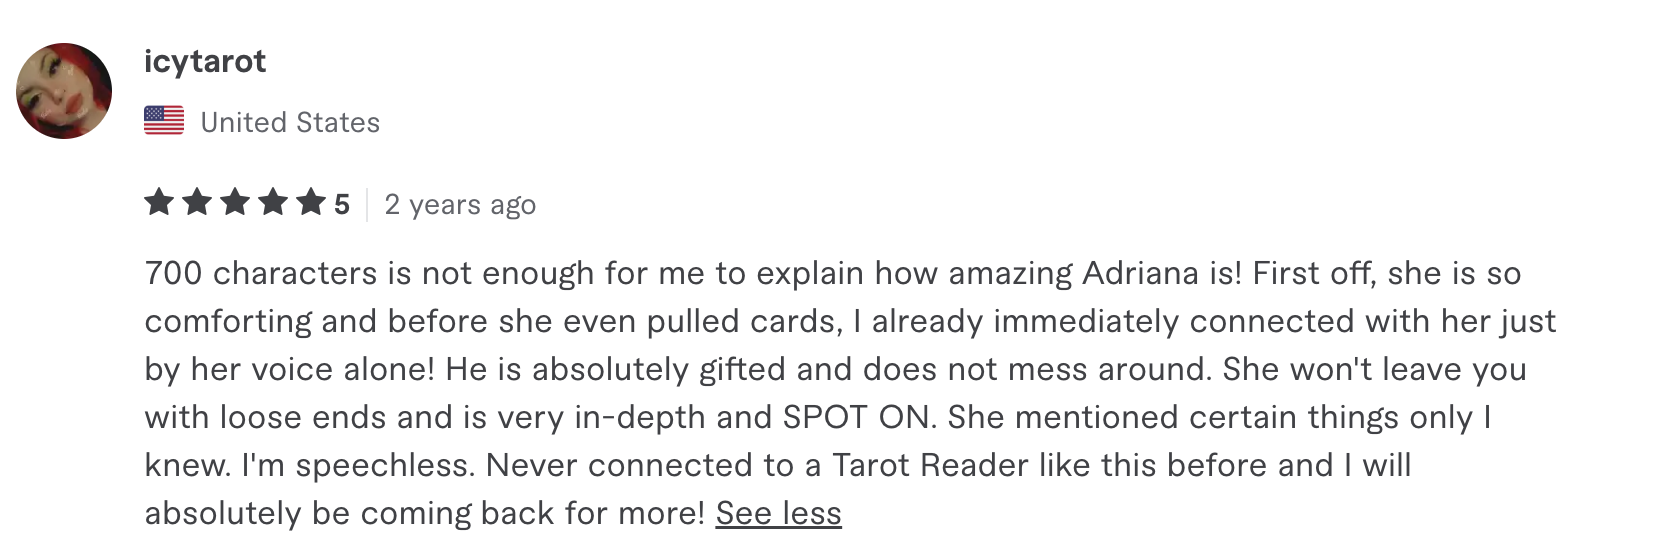 icytarot
United States
5 2 years ago
700 characters is not enough for me to explain how amazing Adriana is! First off, she is so
comforting and before she even pulled cards, I already immediately connected with her just
by her voice alone! He is absolutely gifted and does not mess around. She won't leave you
with loose ends and is very in-depth and SPOT ON. She mentioned certain things only I
knew. I'm speechless. Never connected to a Tarot Reader like this before and I will
absolutely be coming back for more! See less